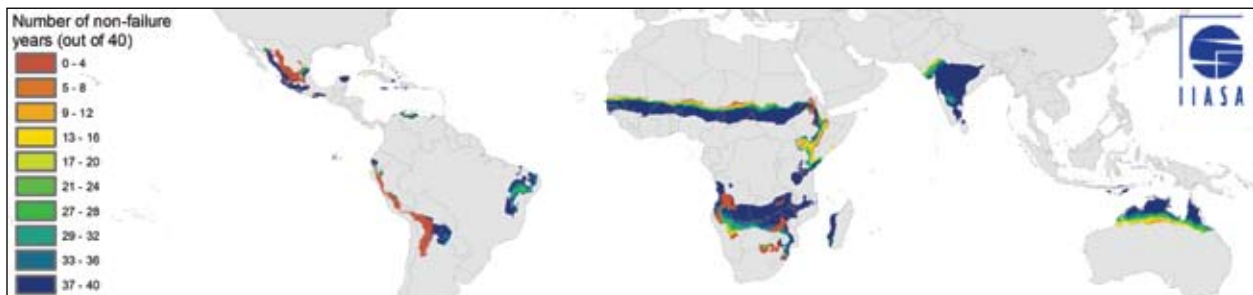 Number of non-failure
years (out of 40)
0 - 4
5 - 8
9 - 12
13 - 16
17 - 20
21 - 24
27 - 28
29 - 32
33 - 36
37 - 40
IIASA